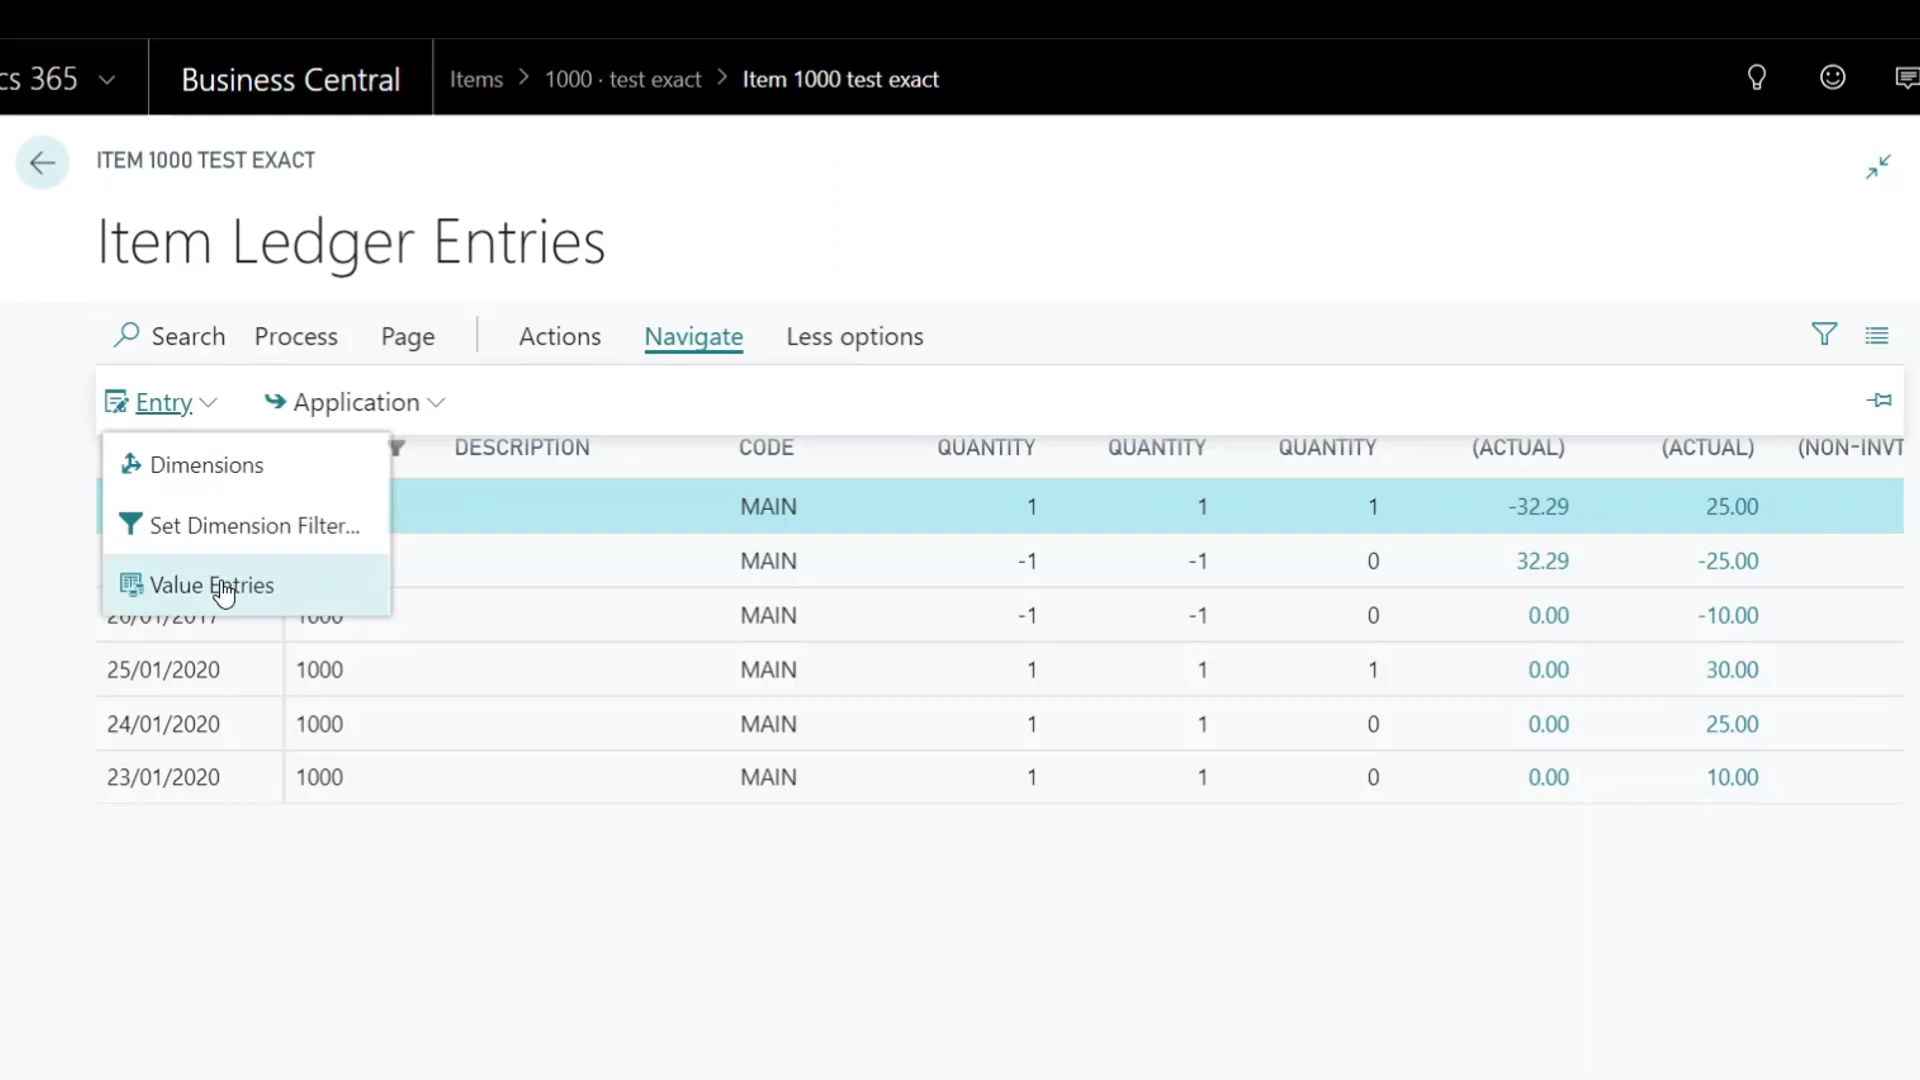 cs 365 Business Central Items > 1000 · test exact > Item 1000 test exact
ITEM 1000 TEST EXACT
Item Ledger Entries
Search Process Page Actions Navigate Less options
Entry Application
DESCRIPTION CODE QUANTITY QUANTITY QUANTITY (ACTUAL) (ACTUAL) (NON-INVT
Dimensions
MAIN 1 1 1 -32.29 25.00
Set Dimension Filter...
MAIN -1 -1 0 32.29 -25.00
Value Entries
26/01/2017 1000 MAIN -1 -1 0 0.00 -10.00
25/01/2020 1000 MAIN 1 1 1 0.00 30.00
24/01/2020 1000 MAIN 1 1 0 0.00 25.00
23/01/2020 1000 MAIN 1 1 0 0.00 10.00